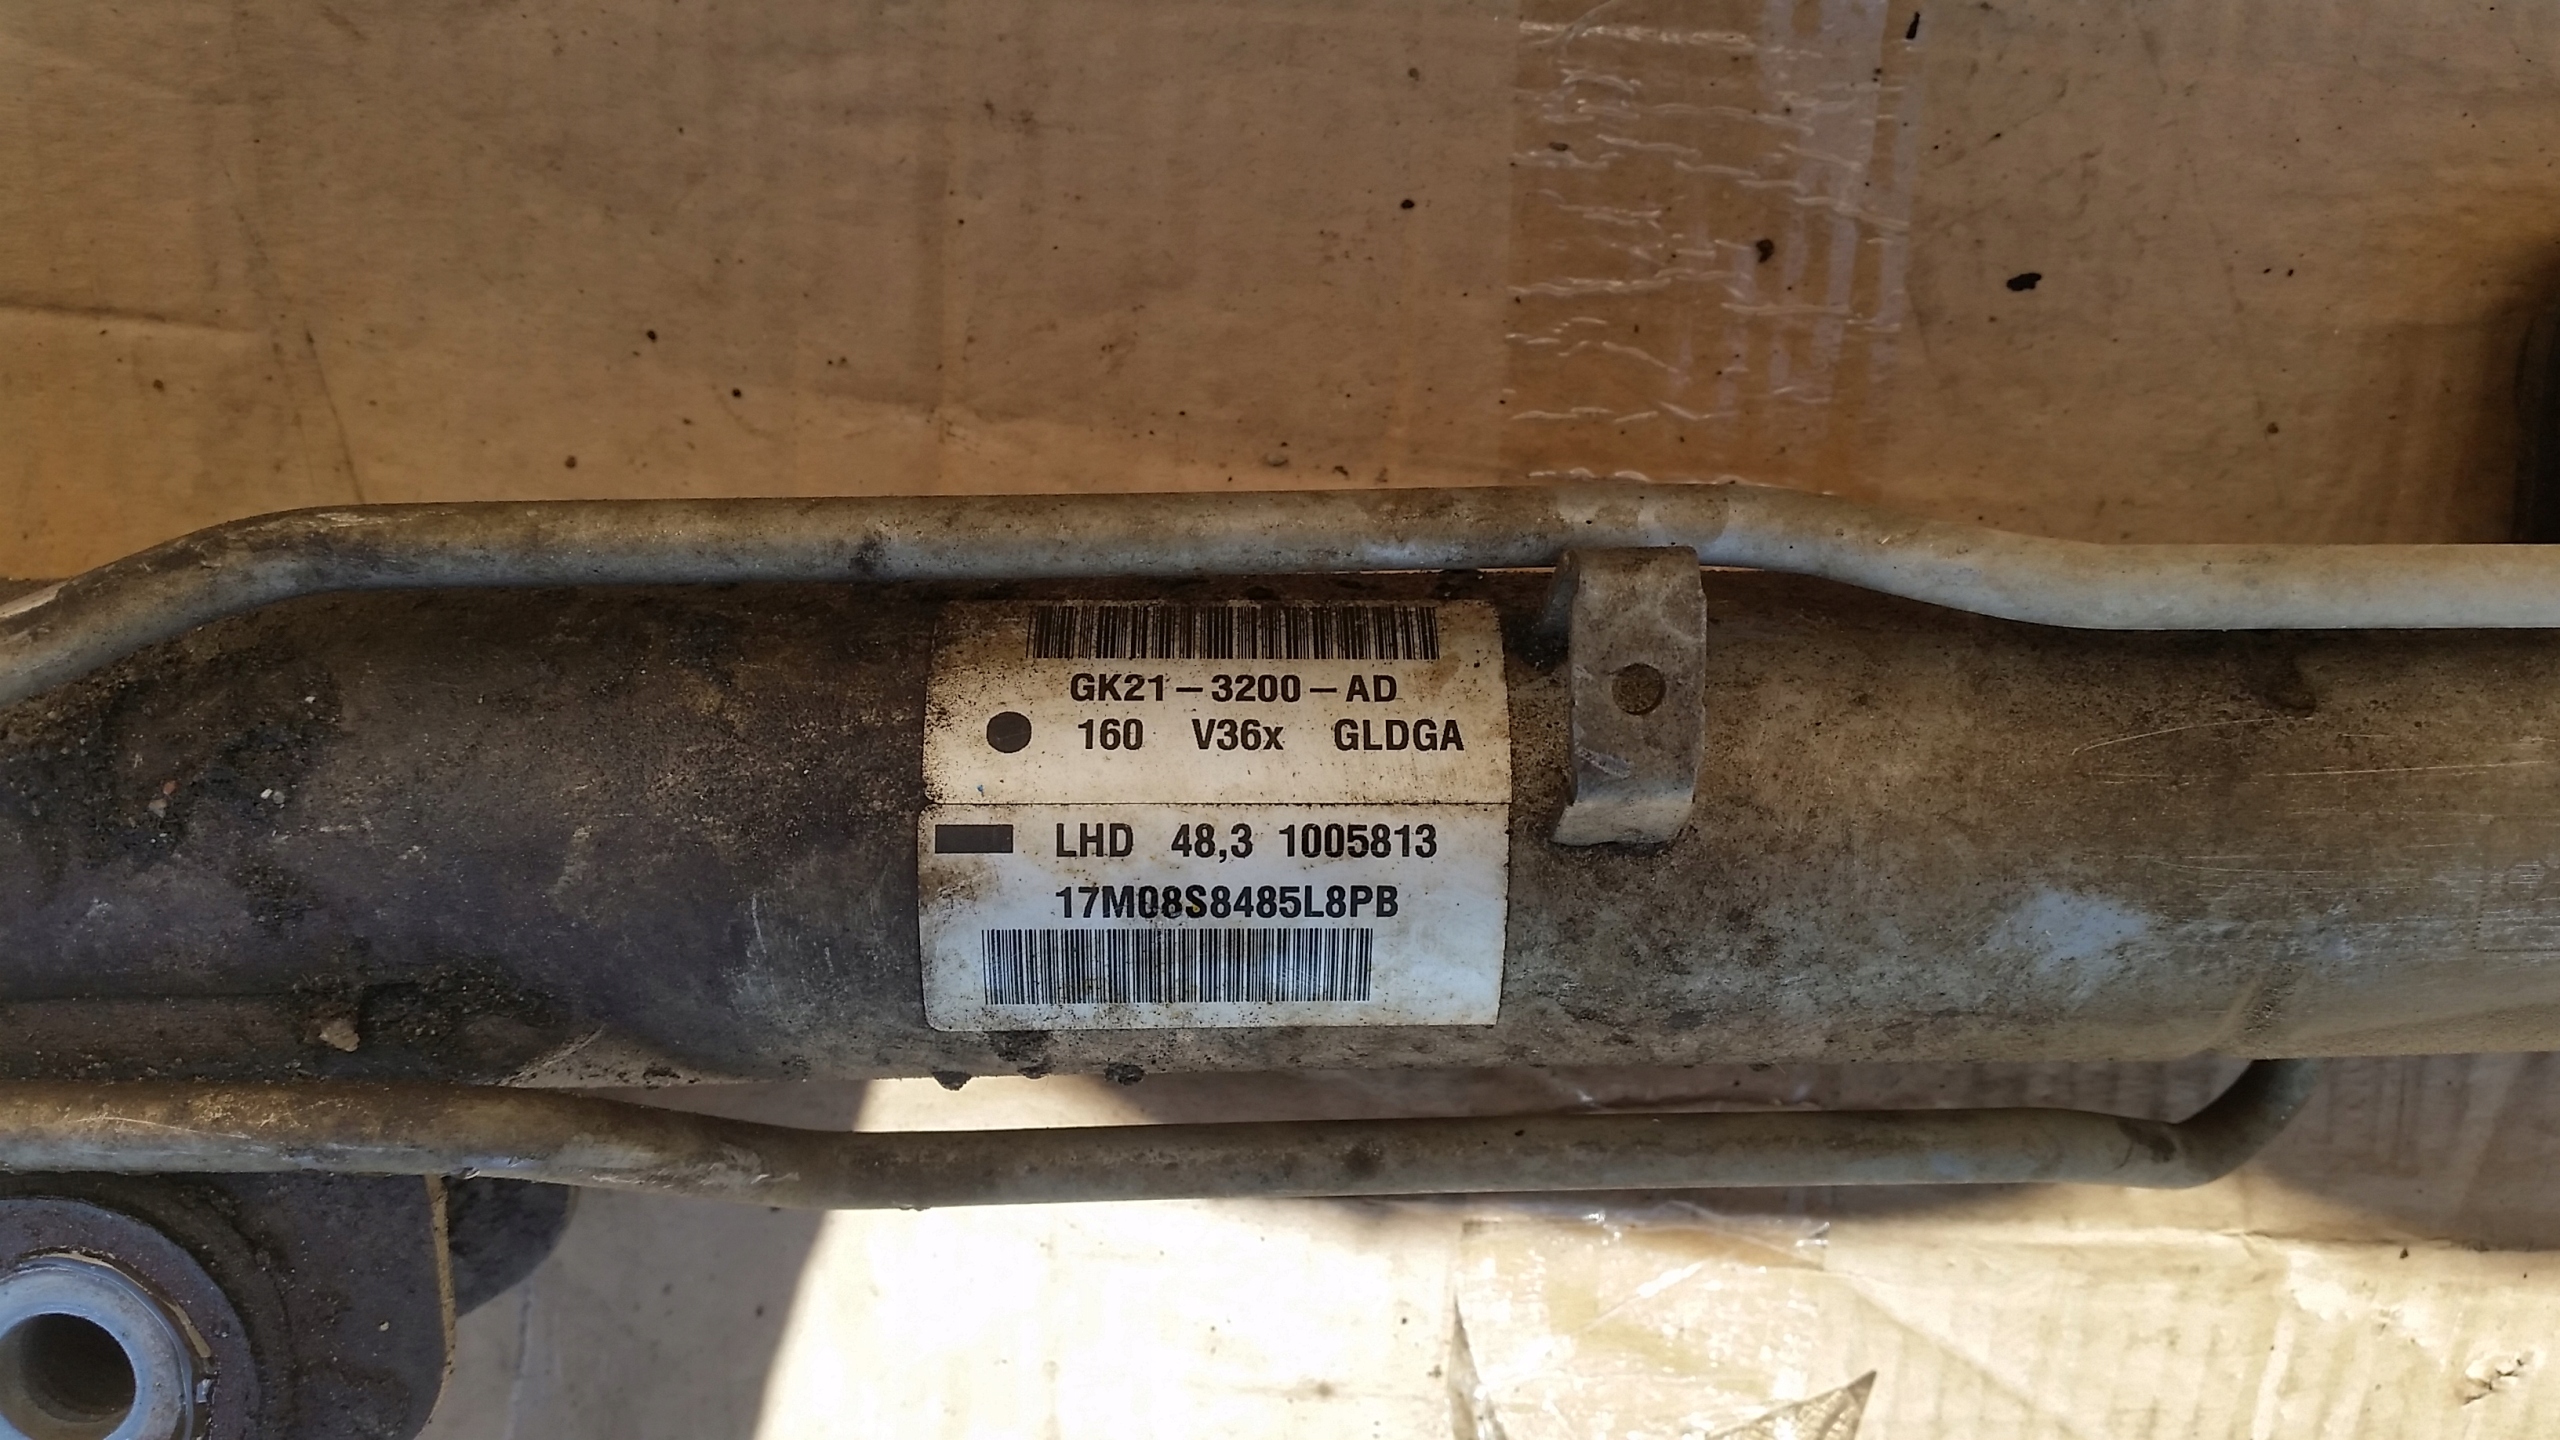 GK21-3200-AD
160 V36x GLDGA
LHD 48,3 1005813
17M08S8485L8PB